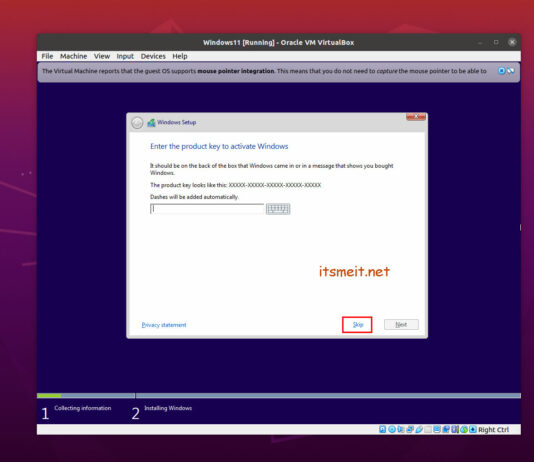 Windows11 [Running] - Oracle VM VirtualBox
File Machine View Input Devices Help
The Virtual Machine reports that the guest OS supports mouse pointer integration. This means that you do not need to capture the mouse pointer to be able to
Windows Setup
Enter the product key to activate Windows
It should be on the back of the box that Windows came in or in a message that shows you bought
Windows.
The product key looks like this: XXXXX-XXXXX-XXXXX-XXXXX-XXXXX
Dashes will be added automatically.
itsmeit.net
Privacy statement
Skip
Next
1 Collecting information
2 Installing Windows
Right Ctrl